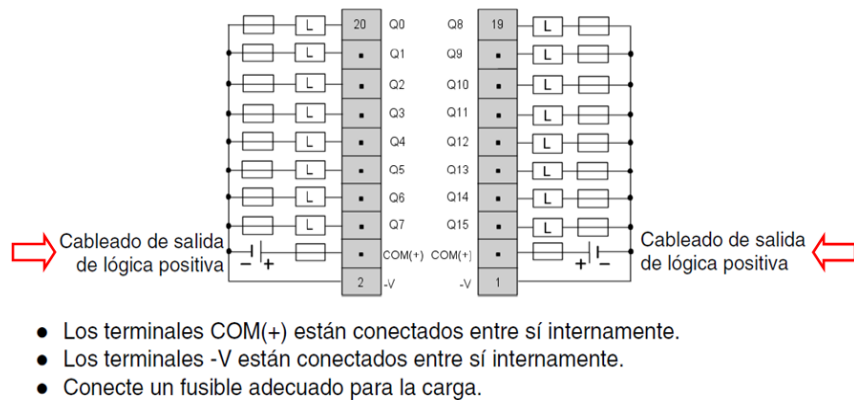 L 20 Q0 Q8 19 L
L Q1 Q9 L
L Q2 Q10 L
L Q3 Q11 L
L Q4 Q12 L
L Q5 Q13 L
L Q6 Q14 L
L Q7 Q15 L
Cableado de salida
de lógica positiva
- + COM(+) COM(+) + -
2 -V -V 1
Cableado de salida
de lógica positiva
● Los terminales COM(+) están conectados entre sí internamente.
● Los terminales -V están conectados entre sí internamente.
● Conecte un fusible adecuado para la carga.